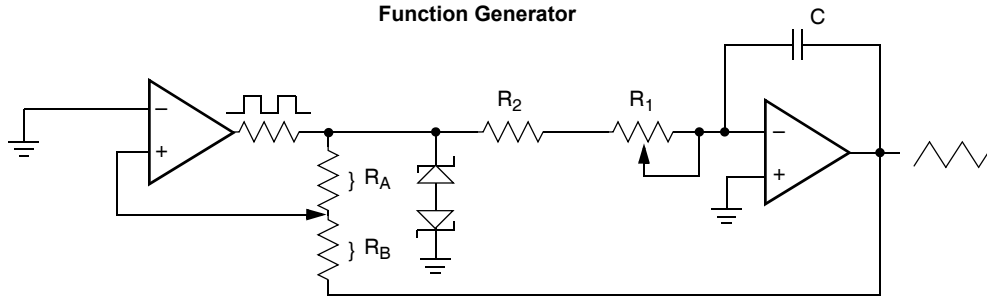 Function Generator
C
R2
R1
−
+
} RA
} RB
−
+